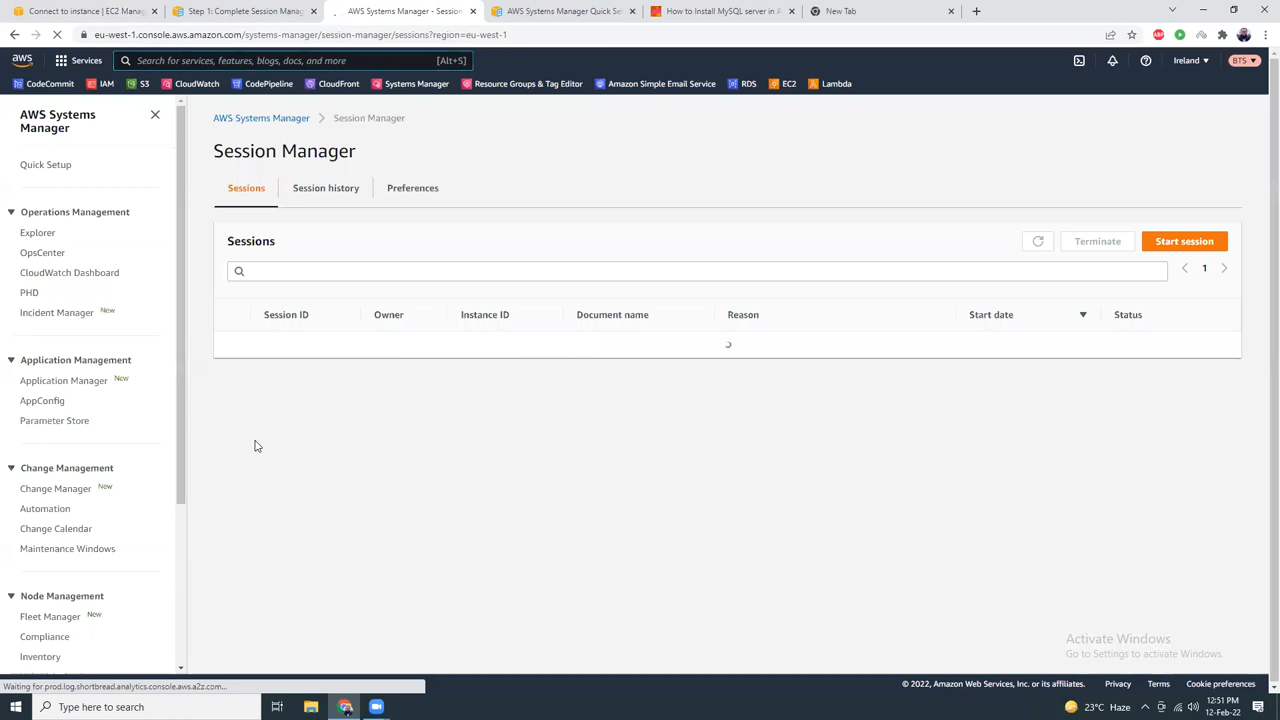 Connect to instance | EC2 Manag
Step 1: Complete Session Manag
AWS Systems Manager - Session
AWS Systems Manager Quick Se
How to Install MySQL server in A
New Tab
eu-west-1.console.aws.amazon.com/systems-manager/session-manager/sessions?region=eu-west-1
aws
Services
Search for services, features, blogs, docs, and more
[Alt+S]
Ireland
BTS
CodeCommit
IAM
S3
CloudWatch
CodePipeline
CloudFront
Systems Manager
Resource Groups & Tag Editor
Amazon Simple Email Service
RDS
EC2
Lambda
AWS Systems
Manager
Quick Setup
Operations Management
Explorer
OpsCenter
CloudWatch Dashboard
PHD
Incident Manager New
Application Management
Application Manager New
AppConfig
Parameter Store
Change Management
Change Manager New
Automation
Change Calendar
Maintenance Windows
Node Management
Fleet Manager New
Compliance
Inventory
AWS Systems Manager
Session Manager
Session Manager
Sessions
Session history
Preferences
Sessions
Terminate
Start session
1
Session ID
Owner
Instance ID
Document name
Reason
Start date
Status
Activate Windows
Go to Settings to activate Windows.
Waiting for prod.log.shortbread.analytics.console.aws.a2z.com...
© 2022, Amazon Web Services, Inc. or its affiliates.
Privacy
Terms
Cookie preferences
Type here to search
23°C Haze
12:51 PM
12-Feb-22